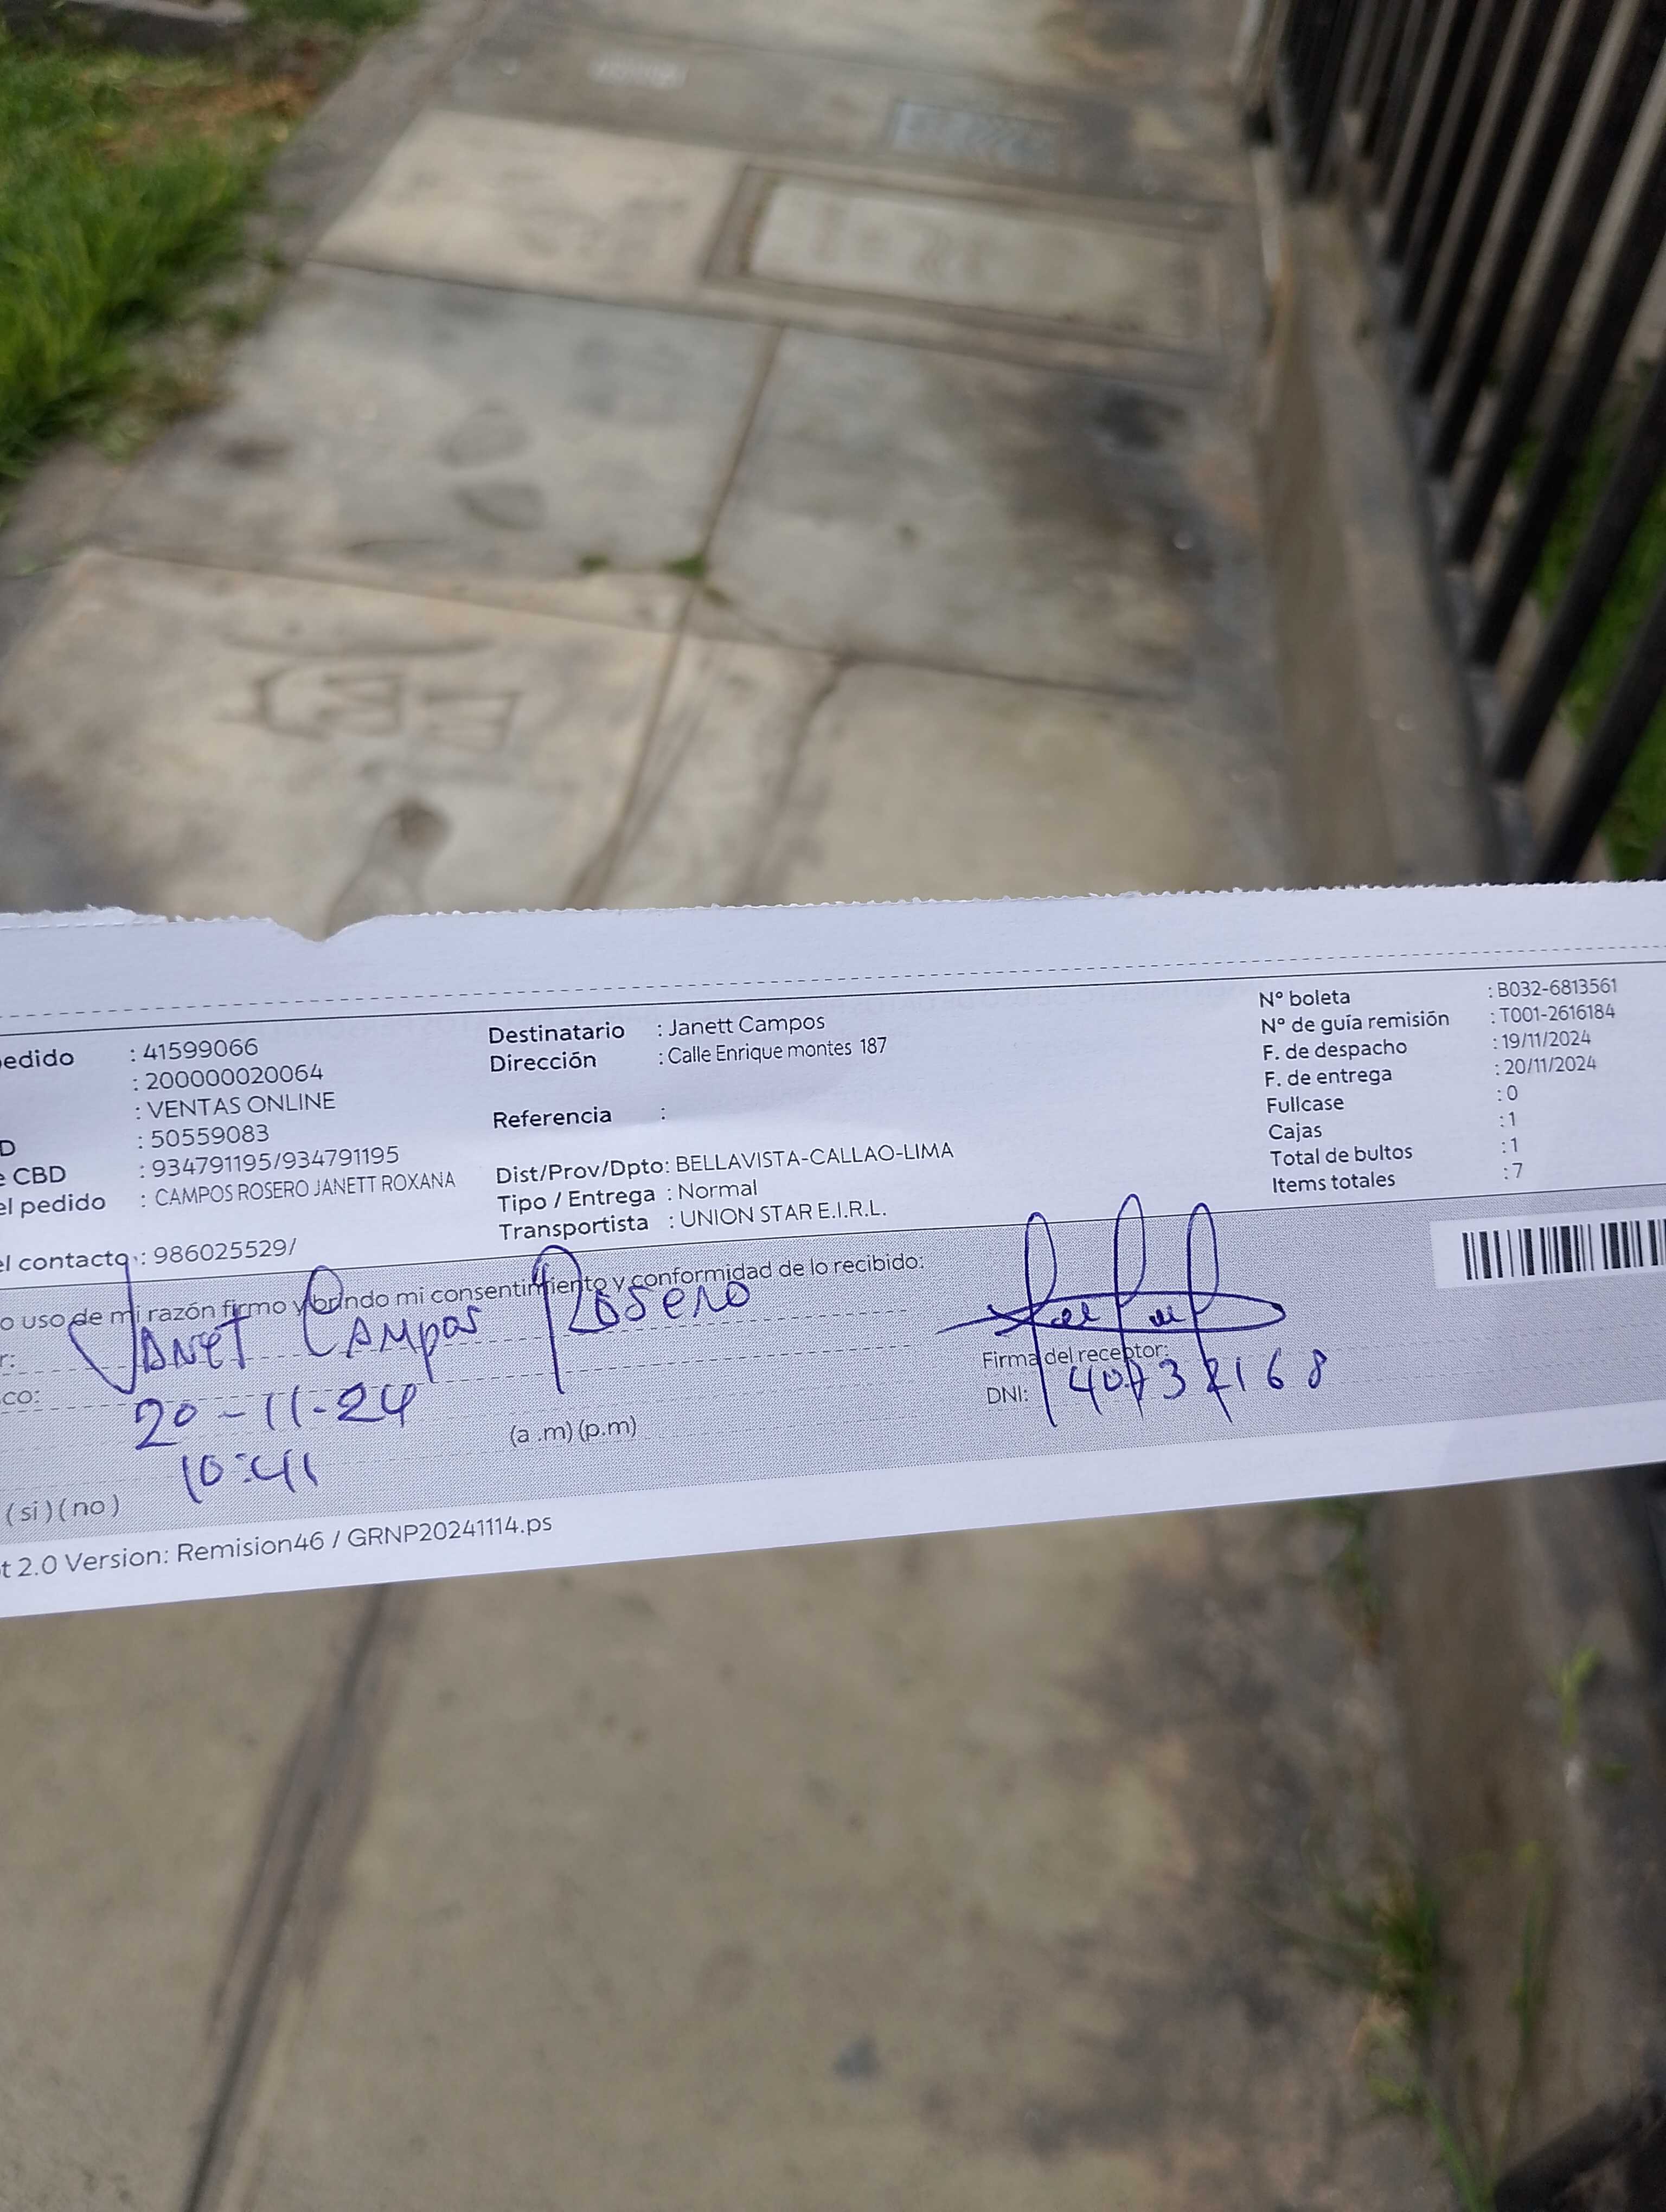 edido : 41599066
: 200000020064
: VENTAS ONLINE
D : 50559083
e CBD : 934791195/934791195
el pedido : CAMPOS ROSERO JANETT ROXANA
el contacto : 986025529/
Destinatario : Janett Campos
Dirección : Calle Enrique montes 187
Referencia :
Dist/Prov/Dpto: BELLAVISTA-CALLAO-LIMA
Tipo / Entrega : Normal
Transportista : UNION STAR E.I.R.L.
N° boleta : B032-6813561
N° de guía remisión : T001-2616184
F. de despacho : 19/11/2024
F. de entrega : 20/11/2024
Fullcase : 0
Cajas : 1
Total de bultos : 1
Items totales : 7
o uso de mi razón firmo y brindo mi consentimiento y conformidad de lo recibido:
r: Janet Campos Rosero
co:
20-11-24
10:41 (a .m) (p.m)
Firma del receptor:
DNI:
(si) (no)
t 2.0 Version: Remision46 / GRNP20241114.ps